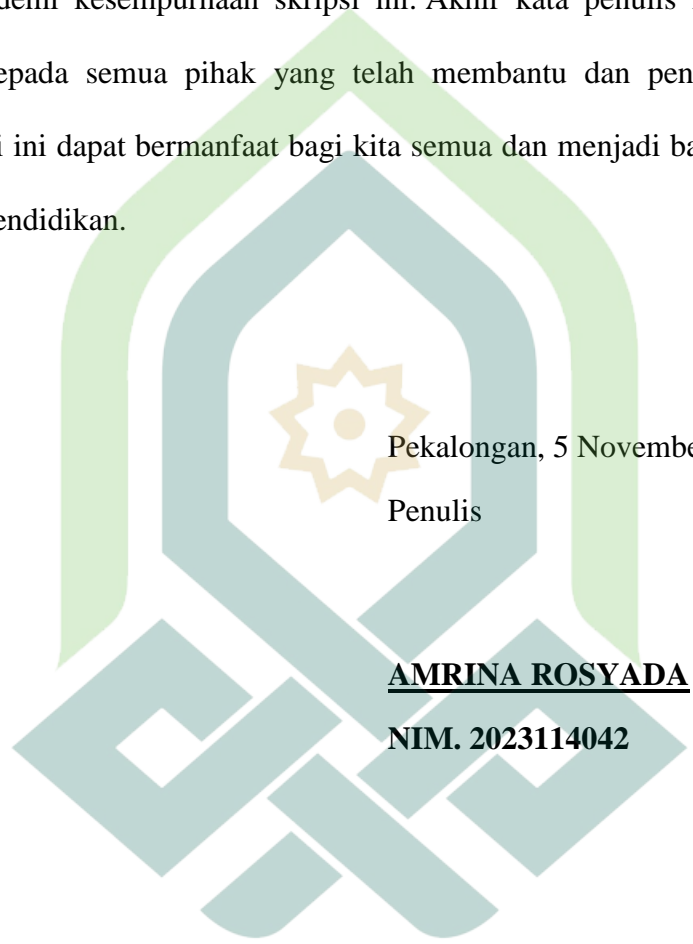 demi kesempurnaan skripsi ini. Akhir kata penulis
epada semua pihak yang telah membantu dan pen
i ini dapat bermanfaat bagi kita semua dan menjadi ba
endidikan.
Pekalongan, 5 Novembe
Penulis
AMRINA ROSYADA
NIM. 2023114042